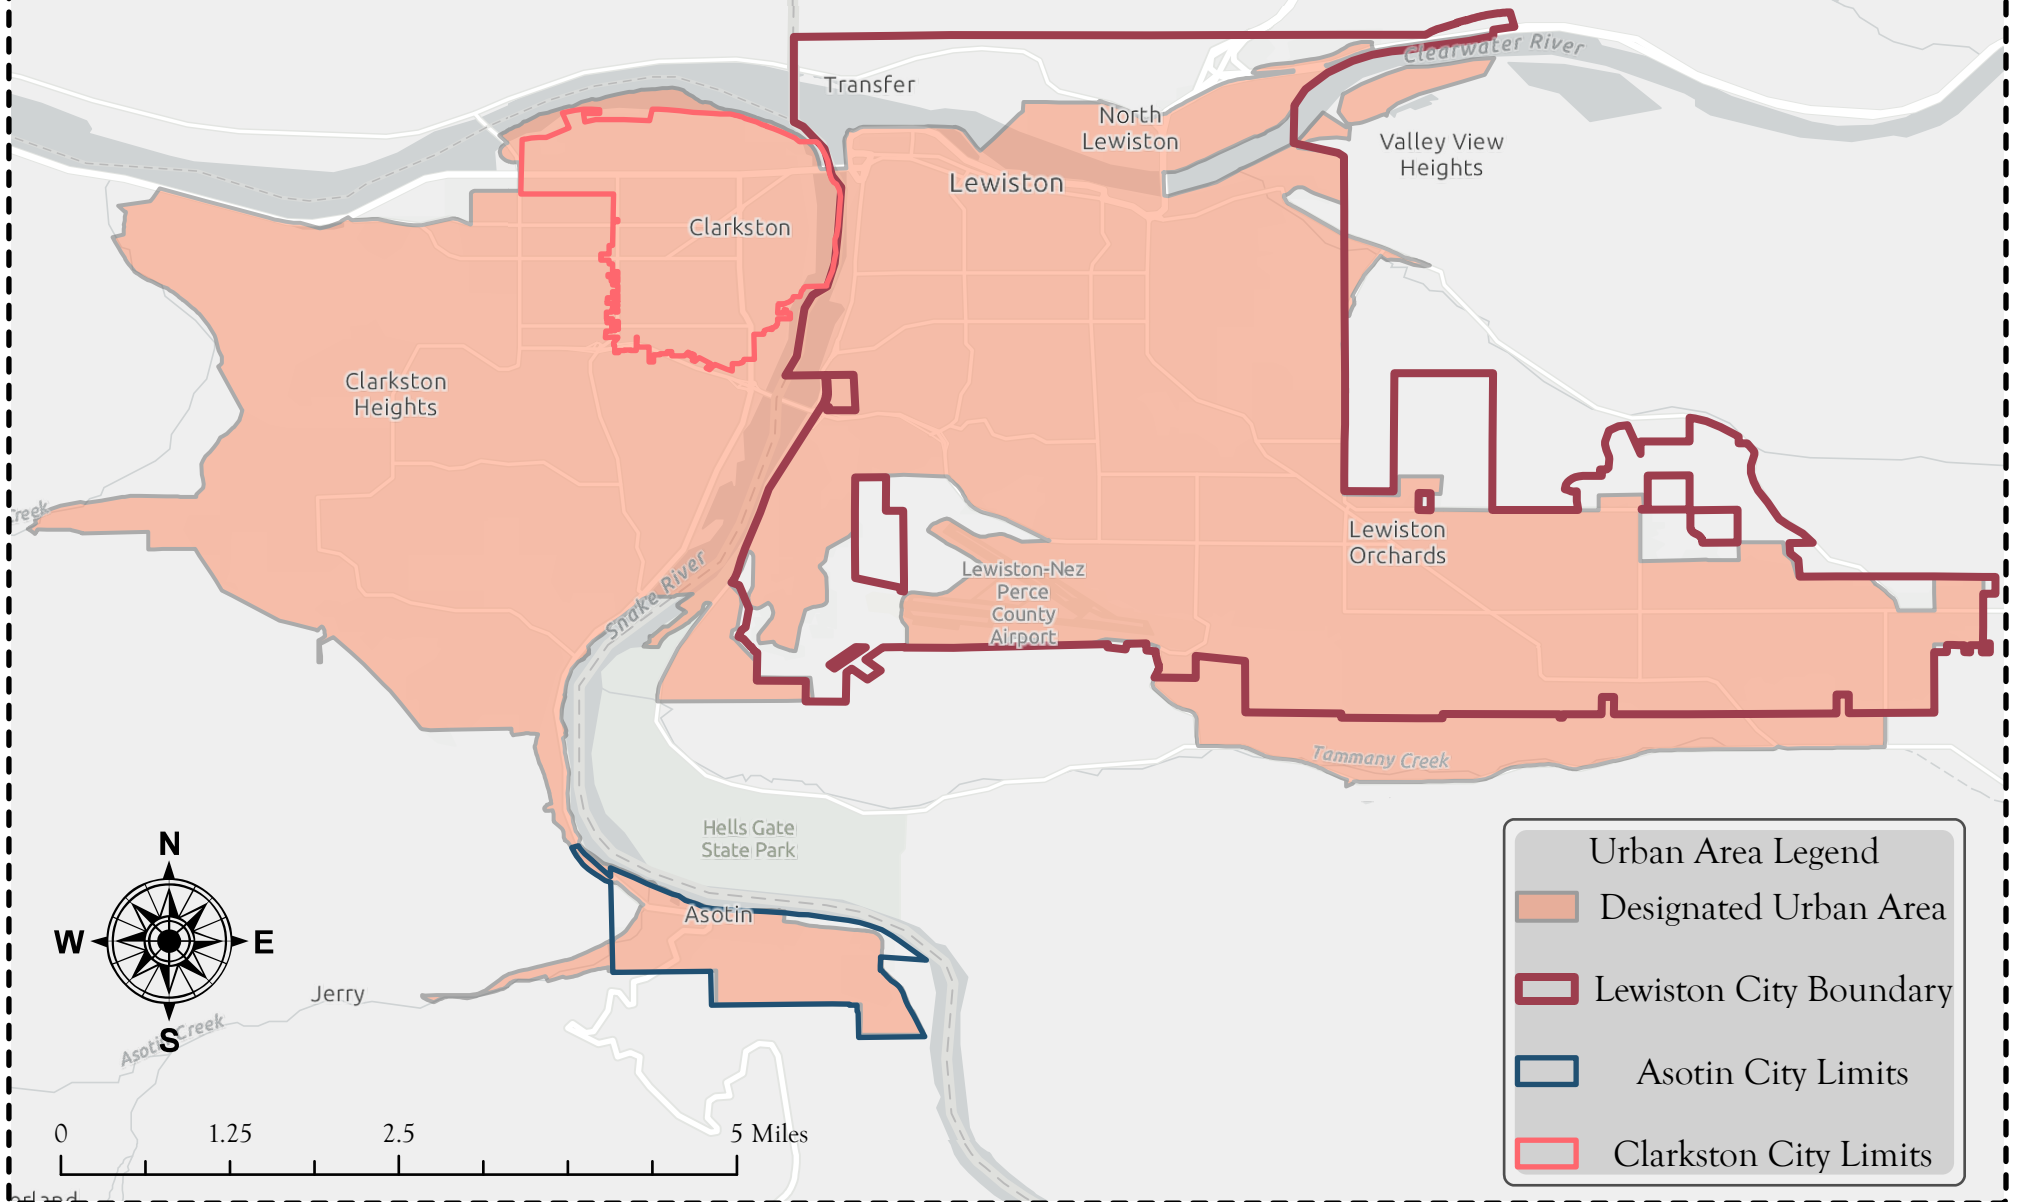 Clearwater River
Transfer
North
Lewiston
Valley View
Heights
Lewiston
Clarkston
Clarkston
Heights
reek
Lewiston
Orchards
Lewiston-Nez
Perce
County
Airport
Snake River
Tammany Creek
Hells Gate
State Park
Asotin
Jerry
Asotin Creek
N
W
E
S
0
1.25
2.5
5 Miles
erland
Urban Area Legend
Designated Urban Area
Lewiston City Boundary
Asotin City Limits
Clarkston City Limits